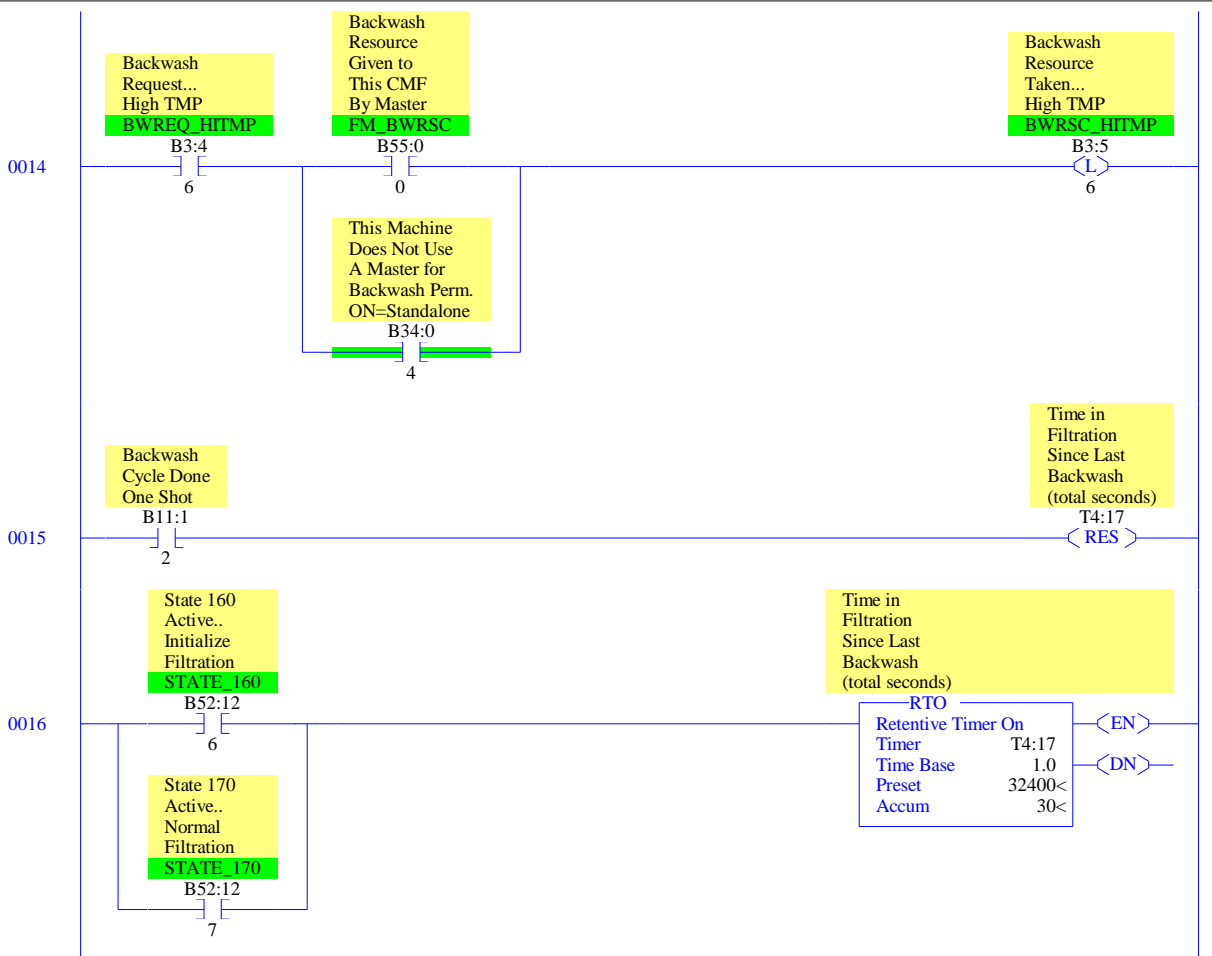 Backwash
Request...
High TMP
BWREQ_HITMP
B3:4
6
Backwash
Resource
Given to
This CMF
By Master
FM_BWRSC
B55:0
0
This Machine
Does Not Use
A Master for
Backwash Perm.
ON=Standalone
B34:0
4
Backwash
Resource
Taken...
High TMP
BWRSC_HITMP
B3:5
L
6
0014
Backwash
Cycle Done
One Shot
B11:1
2
Time in
Filtration
Since Last
Backwash
(total seconds)
T4:17
RES
0015
State 160
Active..
Initialize
Filtration
STATE_160
B52:12
6
State 170
Active..
Normal
Filtration
STATE_170
B52:12
7
Time in
Filtration
Since Last
Backwash
(total seconds)
RTO
Retentive Timer On
Timer T4:17
Time Base 1.0
Preset 32400<
Accum 30<
EN
DN
0016